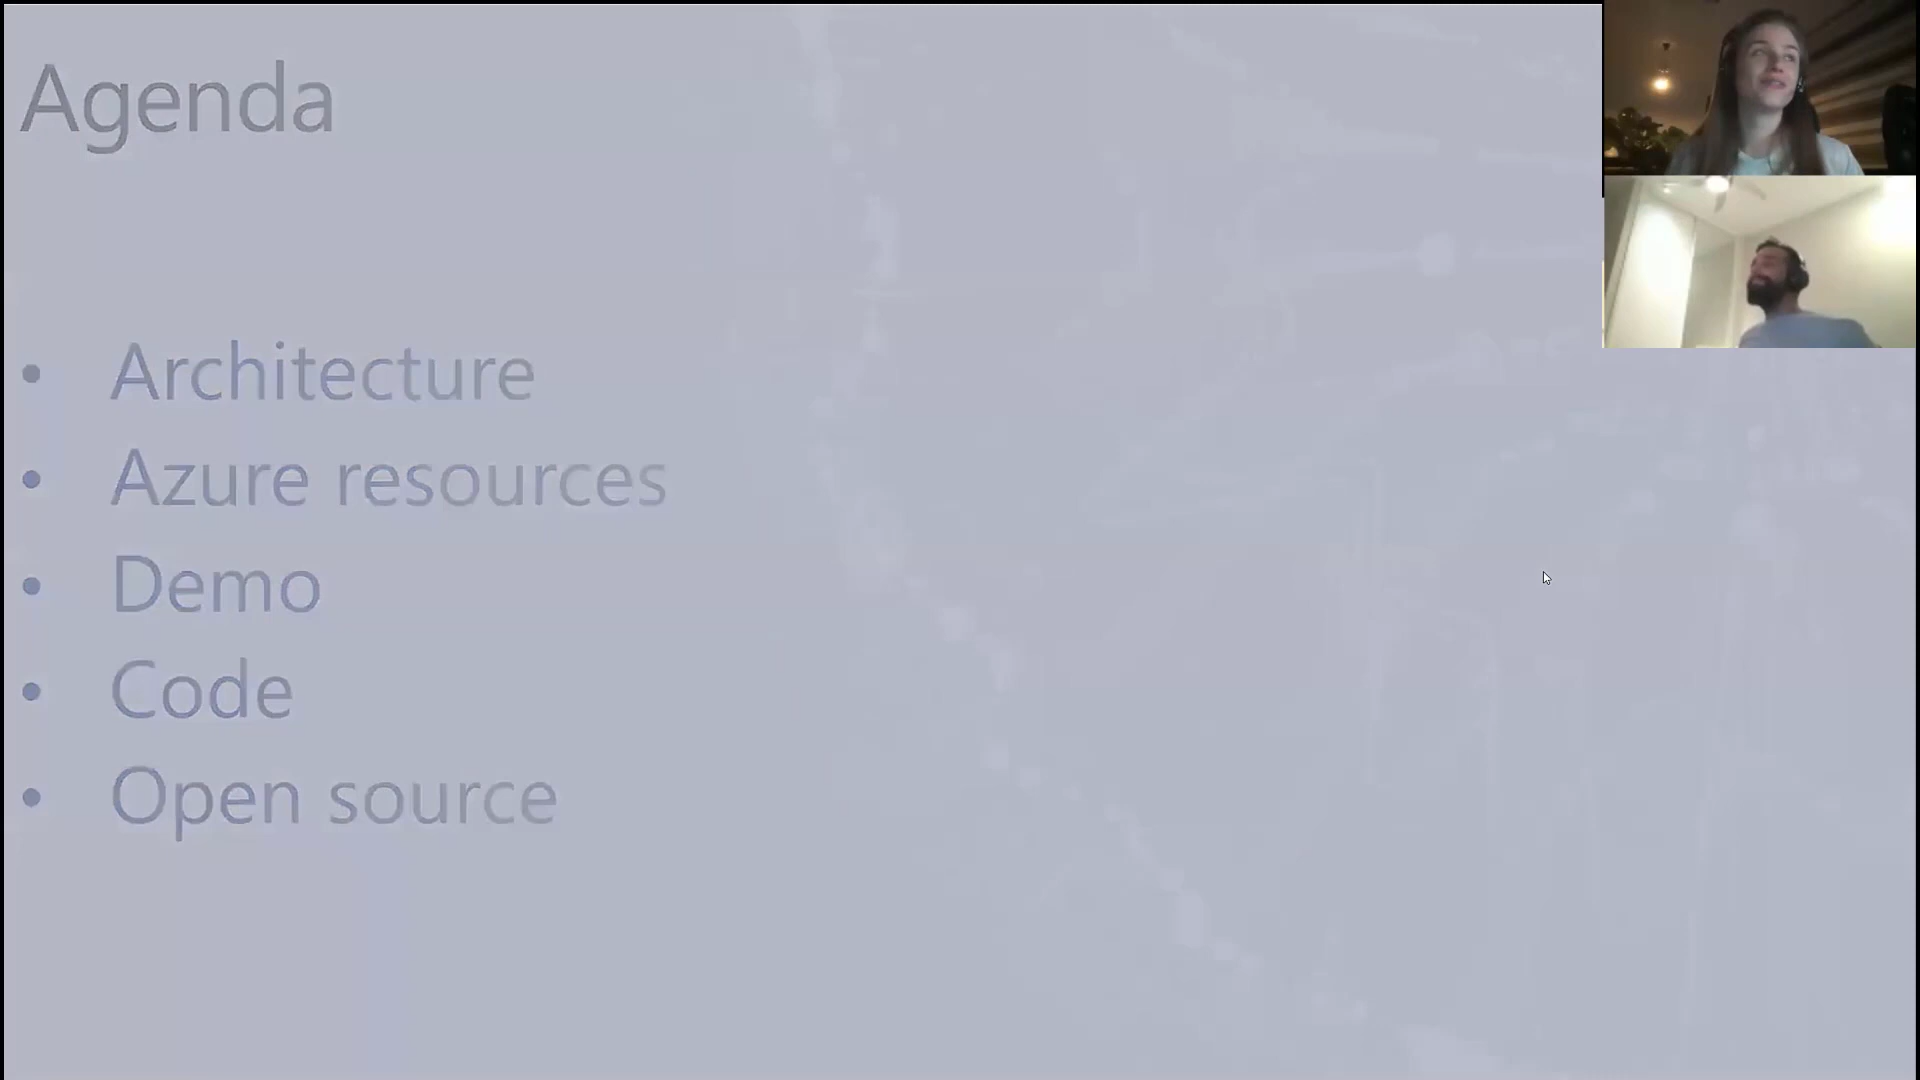 Agenda
• Architecture
• Azure resources
• Demo
• Code
• Open source